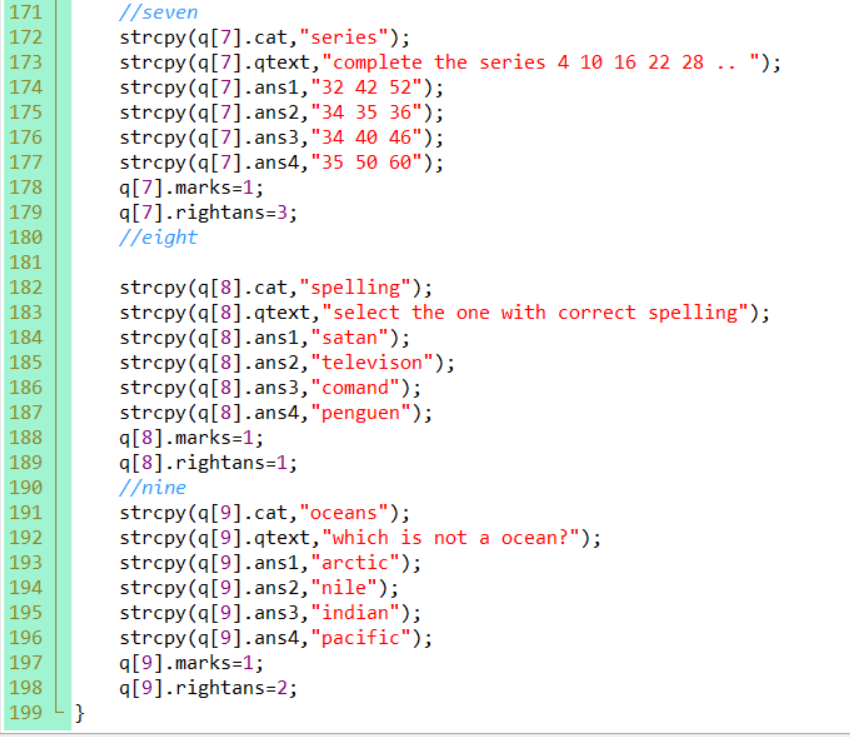 171 //seven
172 strcpy(q[7].cat,"series");
173 strcpy(q[7].qtext,"complete the series 4 10 16 22 28 .. ");
174 strcpy(q[7].ans1,"32 42 52");
175 strcpy(q[7].ans2,"34 35 36");
176 strcpy(q[7].ans3,"34 40 46");
177 strcpy(q[7].ans4,"35 50 60");
178 q[7].marks=1;
179 q[7].rightans=3;
180 //eight
181
182 strcpy(q[8].cat,"spelling");
183 strcpy(q[8].qtext,"select the one with correct spelling");
184 strcpy(q[8].ans1,"satan");
185 strcpy(q[8].ans2,"televison");
186 strcpy(q[8].ans3,"comand");
187 strcpy(q[8].ans4,"penguen");
188 q[8].marks=1;
189 q[8].rightans=1;
190 //nine
191 strcpy(q[9].cat,"oceans");
192 strcpy(q[9].qtext,"which is not a ocean?");
193 strcpy(q[9].ans1,"arctic");
194 strcpy(q[9].ans2,"nile");
195 strcpy(q[9].ans3,"indian");
196 strcpy(q[9].ans4,"pacific");
197 q[9].marks=1;
198 q[9].rightans=2;
199 }